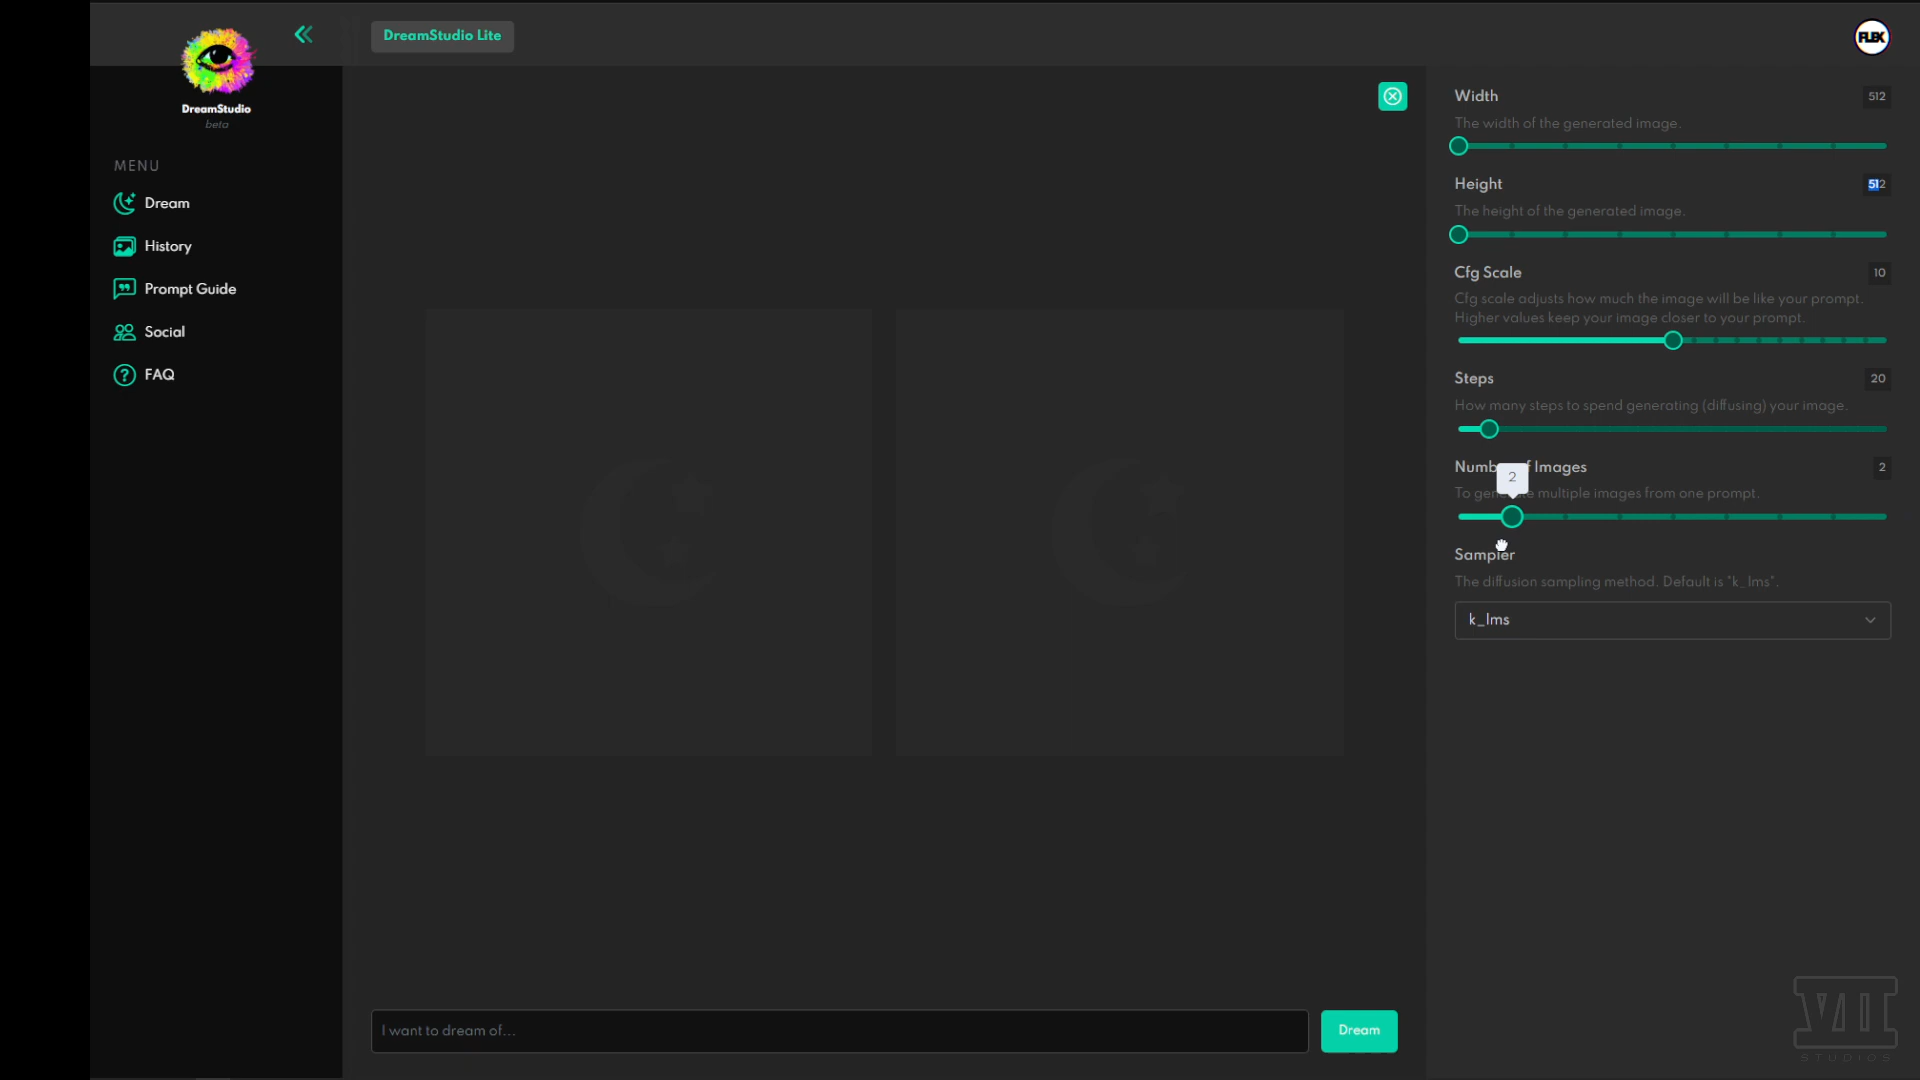 DreamStudio
beta
MENU
Dream
History
Prompt Guide
Social
FAQ
DreamStudio Lite
FLEX
Width
512
The width of the generated image.
Height
512
The height of the generated image.
Cfg Scale
10
Cfg scale adjusts how much the image will be like your prompt.
Higher values keep your image closer to your prompt.
Steps
20
How many steps to spend generating (diffusing) your image.
Images
2
2
multiple images from one prompt.
Sampler
The diffusion sampling method. Default is "k_lms".
k_lms
I want to dream of...
Dream
VII
STUDIOS